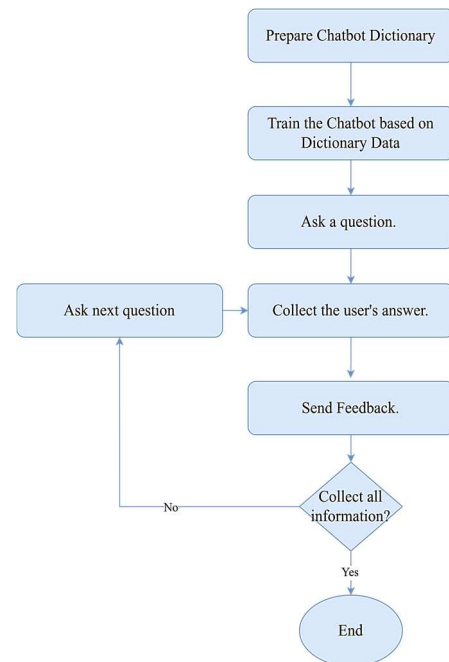 Prepare Chatbot Dictionary
Train the Chatbot based on
Dictionary Data
Ask a question.
Ask next question
Collect the user's answer.
Send Feedback.
Collect all
information?
No
Yes
End